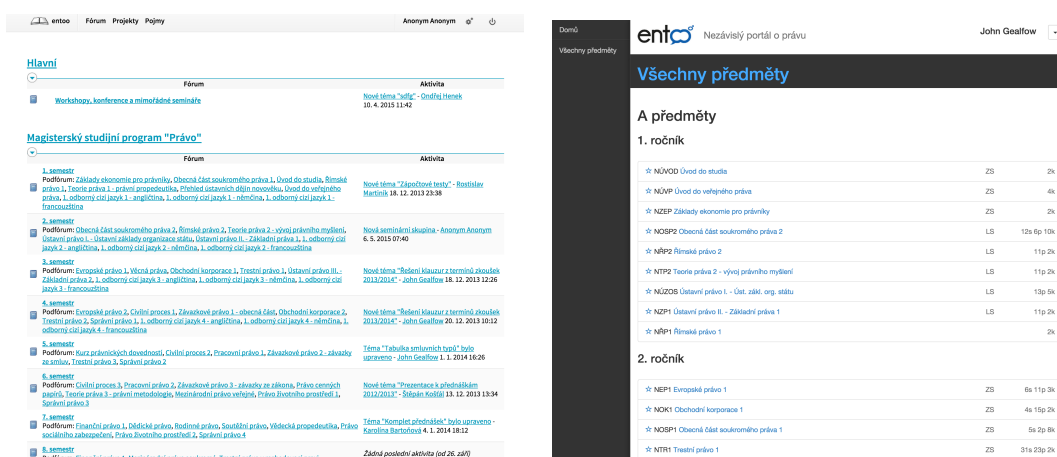 entoo Fórum Projekty Pojmy Anonym Anonym
Hlavní
Fórum Aktivita
Workshopy, konference a mimořádné semináře
Nové téma "sdfg" - Ondřej Henek
10. 4. 2015 11:42
Magisterský studijní program "Právo"
Fórum Aktivita
1. semestr
Podfórum: Základy ekonomie pro právníky, Obecná část soukromého práva 1, Úvod do studia, Římské
právo 1, Teorie práva 1 - právní propedeutika, Přehled ústavních dějin novověku, Úvod do veřejného
práva, 1. odborný cizí jazyk 1 - angličtina, 1. odborný cizí jazyk 1 - němčina, 1. odborný cizí jazyk 1 -
francouzština
Nové téma "Zápočtové testy" - Rostislav
Martiník 18. 12. 2013 23:38
2. semestr
Podfórum: Obecná část soukromého práva 2, Římské právo 2, Teorie práva 2 - vývoj právního myšlení,
Ústavní právo I. - Ústavní základy organizace státu, Ústavní právo II. - Základní práva 1, 1. odborný cizí
jazyk 2 - angličtina, 1. odborný cizí jazyk 2 - němčina, 1. odborný cizí jazyk 2 - francouzština
Nová seminární skupina - Anonym Anonym
6. 5. 2015 07:40
3. semestr
Podfórum: Evropské právo 1, Věcná práva, Obchodní korporace 1, Trestní právo 1, Ústavní právo III. -
Základní práva 2, 1. odborný cizí jazyk 3 - angličtina, 1. odborný cizí jazyk 3 - němčina, 1. odborný cizí
jazyk 3 - francouzština
Nové téma "Řešení klauzur z termínů zkoušek
2013/2014" - John Gealfow 18. 12. 2013 12:26
4. semestr
Podfórum: Evropské právo 2, Civilní proces 1, Závazkové právo 1 - obecná část, Obchodní korporace 2,
Trestní právo 2, Správní právo 1, 1. odborný cizí jazyk 4 - angličtina, 1. odborný cizí jazyk 4 - němčina, 1.
odborný cizí jazyk 4 - francouzština
Nové téma "Řešení klauzur z termínů zkoušek
2013/2014" - John Gealfow 20. 12. 2013 10:12
5. semestr
Podfórum: Kurz právnických dovedností, Civilní proces 2, Pracovní právo 1, Závazkové právo 2 - závazky
ze smluv, Trestní právo 3, Správní právo 2
Téma "Tabulka smluvních typů" bylo
upraveno - John Gealfow 1. 1. 2014 16:26
6. semestr
Podfórum: Civilní proces 3, Pracovní právo 2, Závazkové právo 3 - závazky ze zákona, Právo cenných
papírů, Teorie práva 3 - právní metodologie, Mezinárodní právo veřejné, Právo životního prostředí 1,
Správní právo 3
Nové téma "Prezentace k přednáškám
2012/2013" - Štěpán Košťál 13. 12. 2013 13:34
7. semestr
Podfórum: Finanční právo 1, Dědické právo, Rodinné právo, Soutěžní právo, Vědecká propedeutika, Právo
sociálního zabezpečení, Právo životního prostředí 2, Správní právo 4
Téma "Komplet přednášek" bylo upraveno -
Karolína Bartoňová 4. 1. 2014 18:12
8. semestr
Žádná poslední aktivita (od 26. září)
Domů
Všechny předměty
entoo Nezávislý portál o právu John Gealfow
Všechny předměty
A předměty
1. ročník
NÚVOD Úvod do studia ZS 2k
NÚVP Úvod do veřejného práva ZS 4k
NZEP Základy ekonomie pro právníky ZS 2k
NOSP2 Obecná část soukromého práva 2 LS 12s 6p 10k
NŘP2 Římské právo 2 LS 11p 2k
NTP2 Teorie práva 2 – vývoj právního myšlení LS 11p 2k
NÚZOS Ústavní právo I. - Úst. zákl. org. státu LS 13p 5k
NZP1 Ústavní právo II. - Základní práva 1 LS 11p 2k
NŘP1 Římské právo 1 2k
2. ročník
NEP1 Evropské právo 1 ZS 6s 11p 3k
NOK1 Obchodní korporace 1 ZS 4s 15p 2k
NOSP1 Obecná část soukromého práva 1 ZS 5s 2p 8k
NTR1 Trestní právo 1 ZS 31s 23p 2k